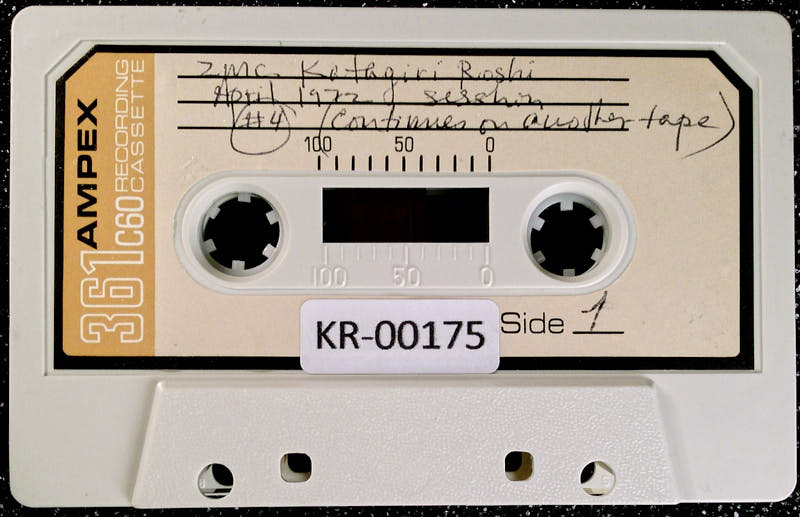 ZMC Katagiri Roshi
April 1972 sesshin
#4 (Continues on another tape)
100 50 0
AMPEX
361 C60 RECORDING CASSETTE
100 50 0
Side 1
KR-00175